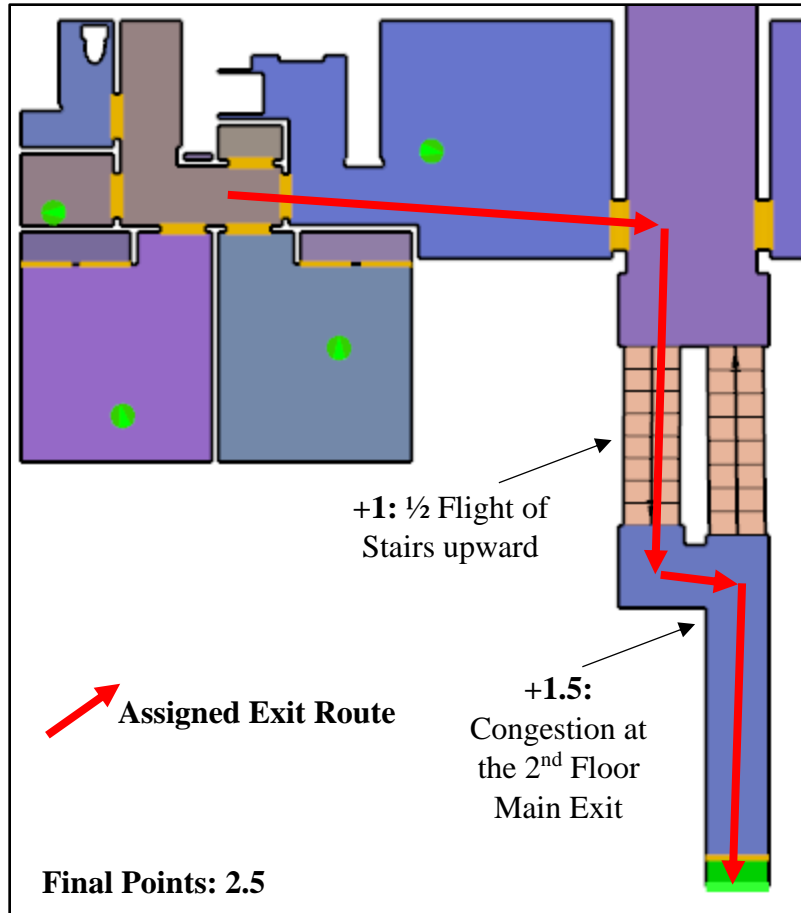 +1: ½ Flight of
Stairs upward
Assigned Exit Route
+1.5:
Congestion at
the 2nd Floor
Main Exit
Final Points: 2.5